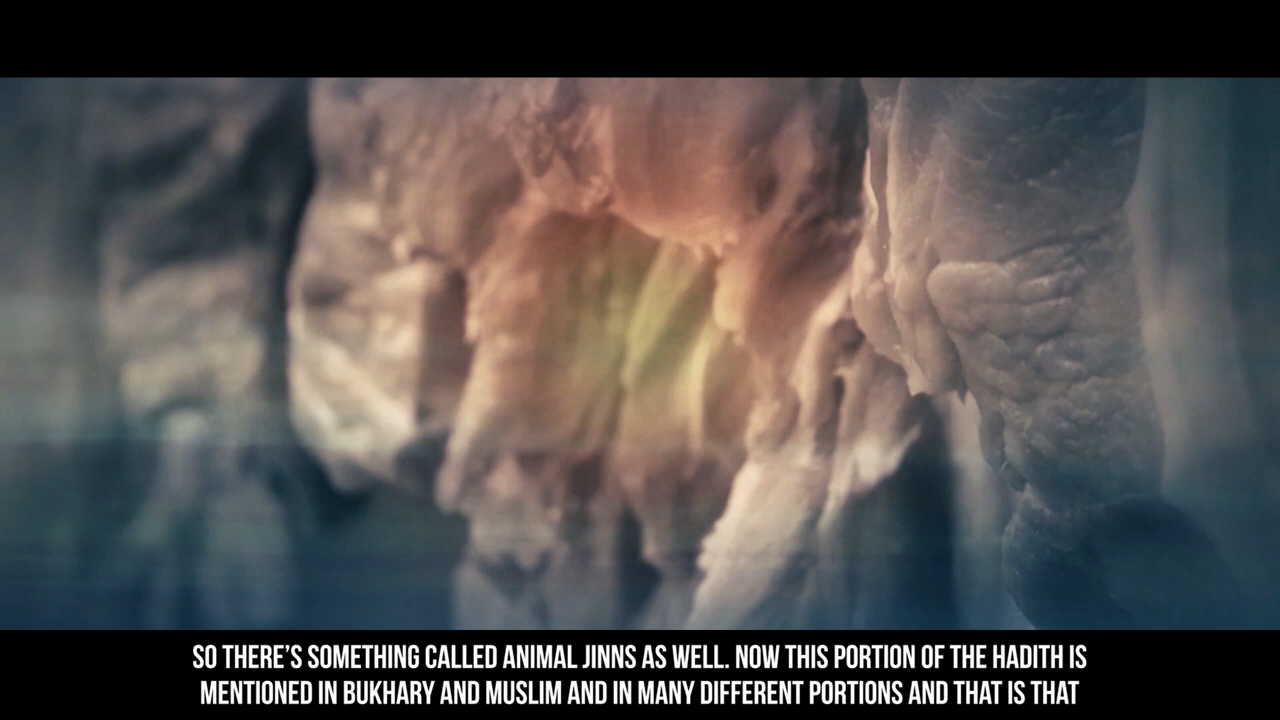 SO THERE'S SOMETHING CALLED ANIMAL JINNS AS WELL. NOW THIS PORTION OF THE HADITH IS
MENTIONED IN BUKHARY AND MUSLIM AND IN MANY DIFFERENT PORTIONS AND THAT IS THAT